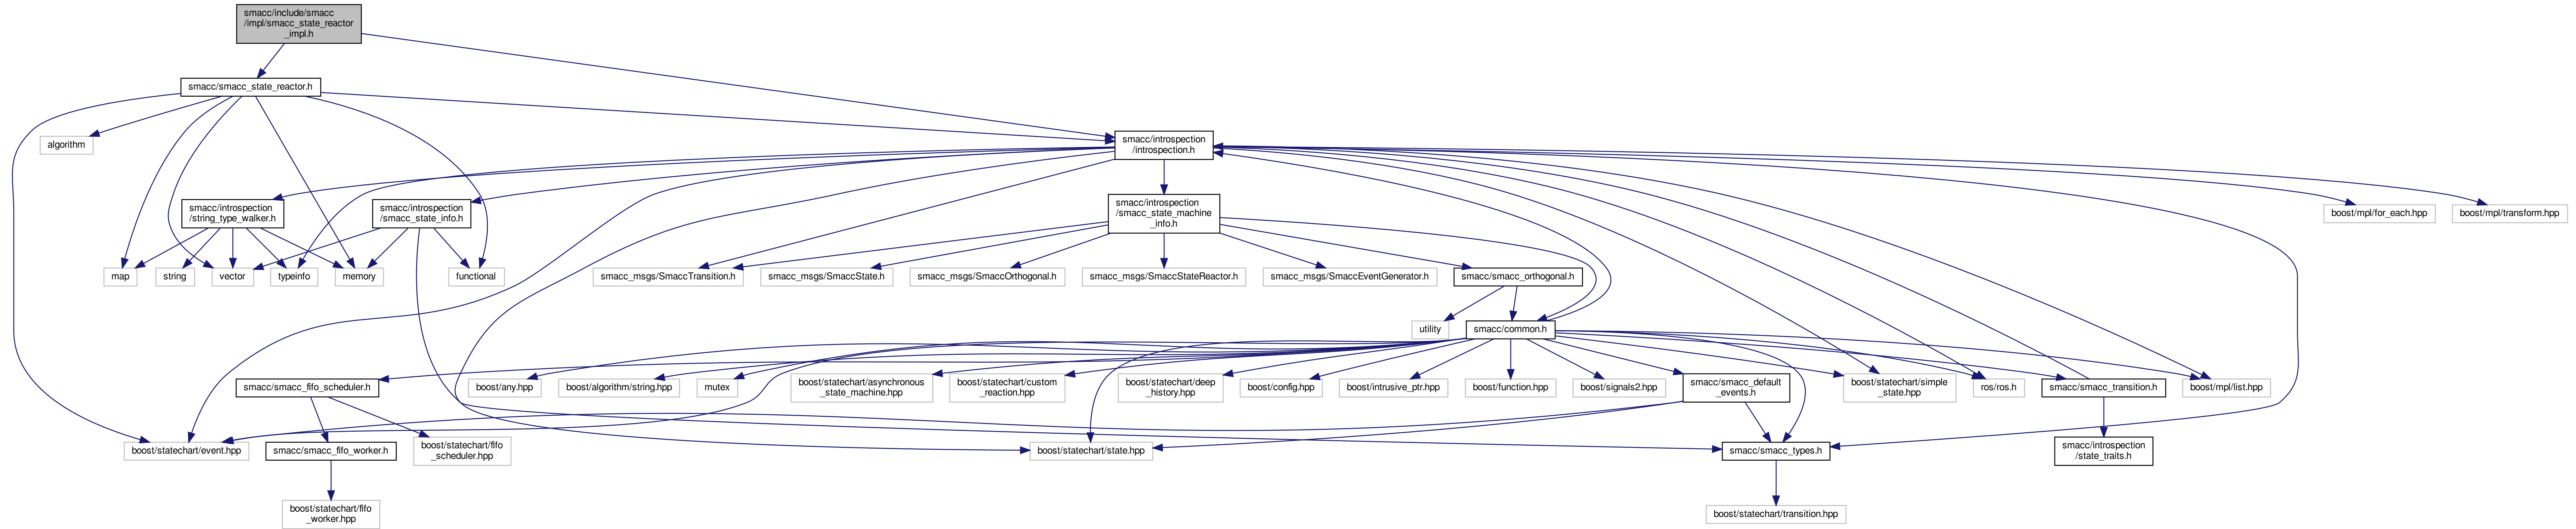 smacc/include/smacc
/impl/smacc_state_reactor
_impl.h
smacc/smacc_state_reactor.h
algorithm
smacc/introspection
/introspection.h
smacc/introspection
/string_type_walker.h
smacc/introspection
/smacc_state_info.h
smacc/introspection
/smacc_state_machine
_info.h
boost/mpl/for_each.hpp
boost/mpl/transform.hpp
map
string
vector
typeinfo
memory
functional
smacc_msgs/SmaccTransition.h
smacc_msgs/SmaccState.h
smacc_msgs/SmaccOrthogonal.h
smacc_msgs/SmaccStateReactor.h
smacc_msgs/SmaccEventGenerator.h
smacc/smacc_orthogonal.h
utility
smacc/common.h
smacc/smacc_fifo_scheduler.h
boost/any.hpp
boost/algorithm/string.hpp
mutex
boost/statechart/asynchronous
_state_machine.hpp
boost/statechart/custom
_reaction.hpp
boost/statechart/deep
_history.hpp
boost/config.hpp
boost/intrusive_ptr.hpp
boost/function.hpp
boost/signals2.hpp
smacc/smacc_default
_events.h
boost/statechart/simple
_state.hpp
ros/ros.h
smacc/smacc_transition.h
boost/mpl/list.hpp
boost/statechart/event.hpp
smacc/smacc_fifo_worker.h
boost/statechart/fifo
_scheduler.hpp
boost/statechart/state.hpp
smacc/smacc_types.h
smacc/introspection
/state_traits.h
boost/statechart/fifo
_worker.hpp
boost/statechart/transition.hpp